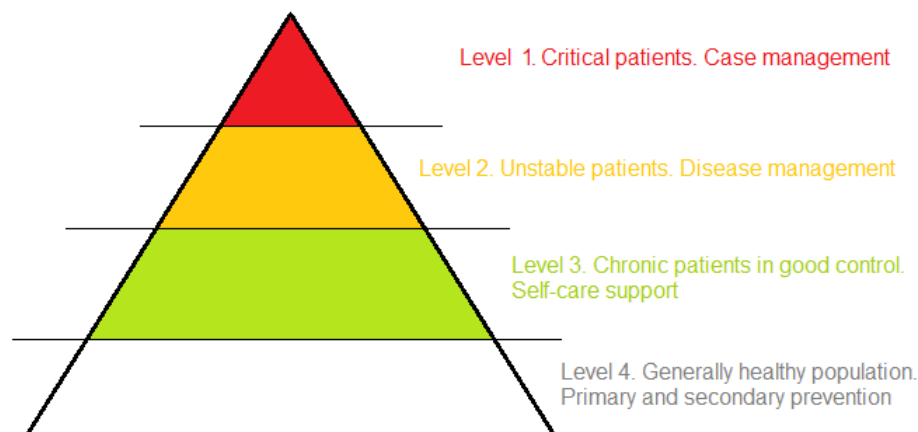 Level 1. Critical patients. Case management
Level 2. Unstable patients. Disease management
Level 3. Chronic patients in good control.
Self-care support
Level 4. Generally healthy population.
Primary and secondary prevention